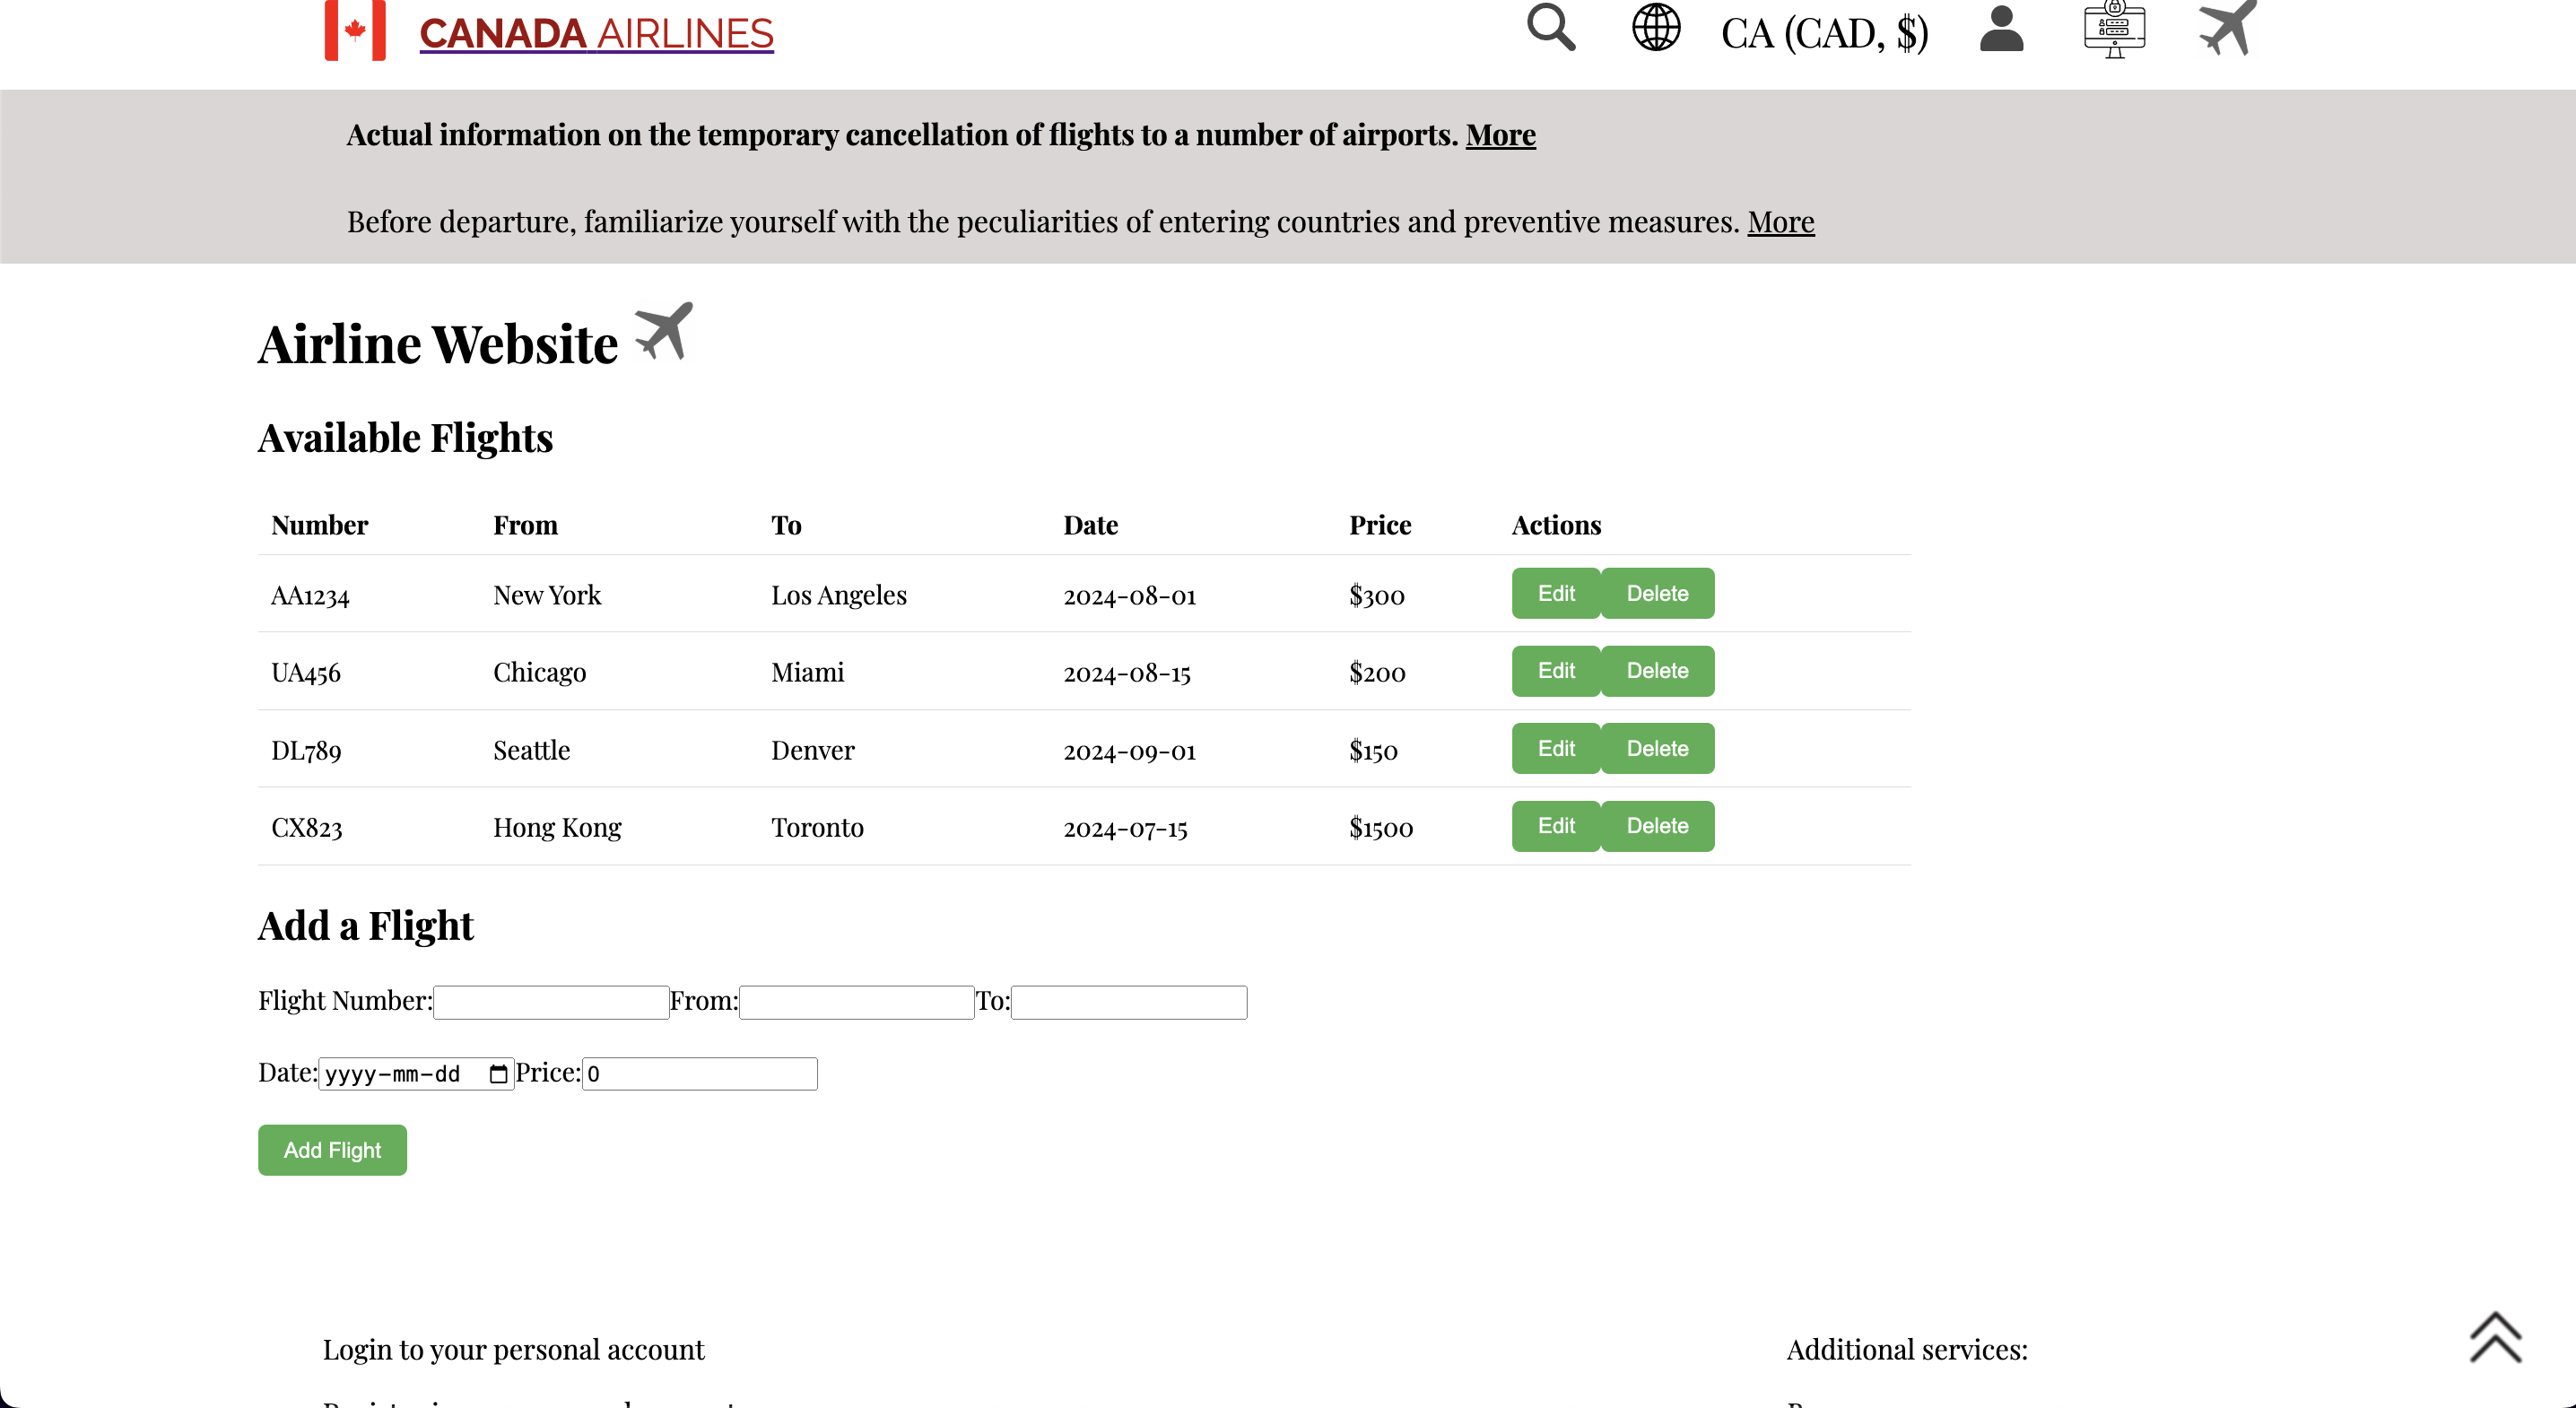 CANADA AIRLINES
CA (CAD, $)
Actual information on the temporary cancellation of flights to a number of airports. More
Before departure, familiarize yourself with the peculiarities of entering countries and preventive measures. More
Airline Website
Available Flights
Number From To Date Price Actions
AA1234 New York Los Angeles 2024-08-01 $300 Edit Delete
UA456 Chicago Miami 2024-08-15 $200 Edit Delete
DL789 Seattle Denver 2024-09-01 $150 Edit Delete
CX823 Hong Kong Toronto 2024-07-15 $1500 Edit Delete
Add a Flight
Flight Number: From: To:
Date: yyyy-mm-dd Price: 0
Add Flight
Login to your personal account Additional services: